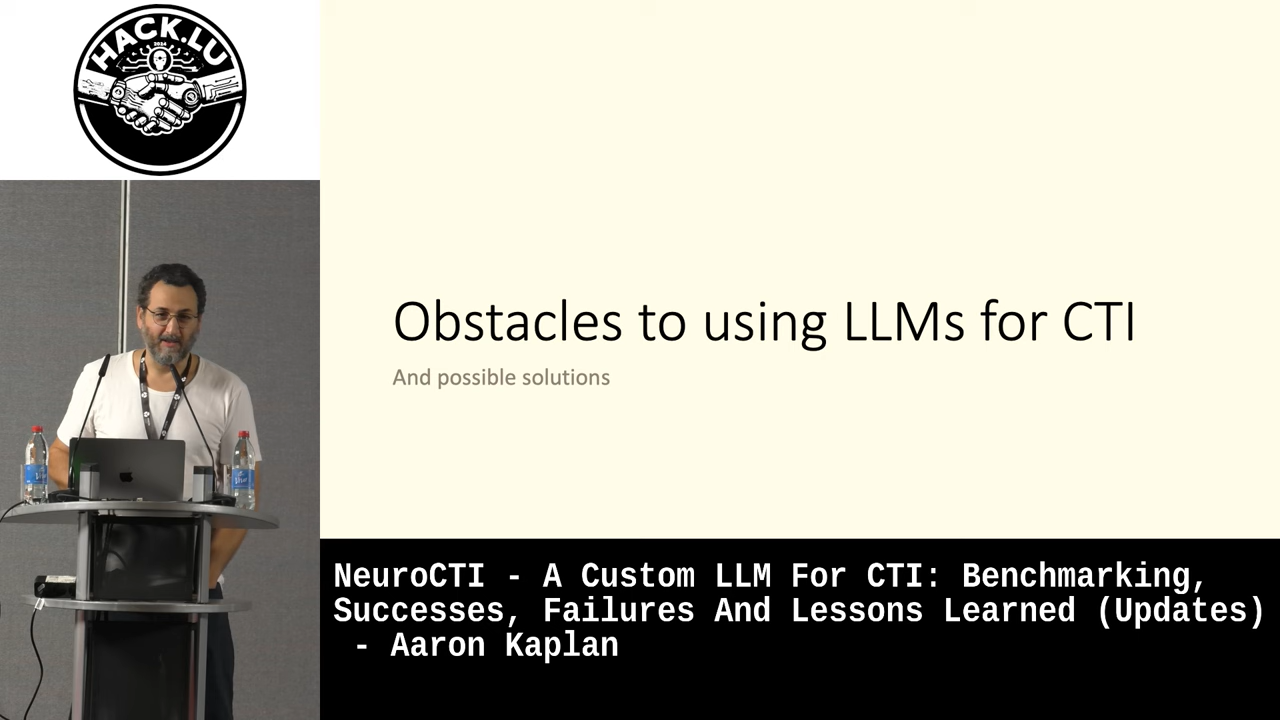 HACK.LU
2024
Obstacles to using LLMs for CTI
And possible solutions
NeuroCTI - A Custom LLM For CTI: Benchmarking,
Successes, Failures And Lessons Learned (Updates)
- Aaron Kaplan